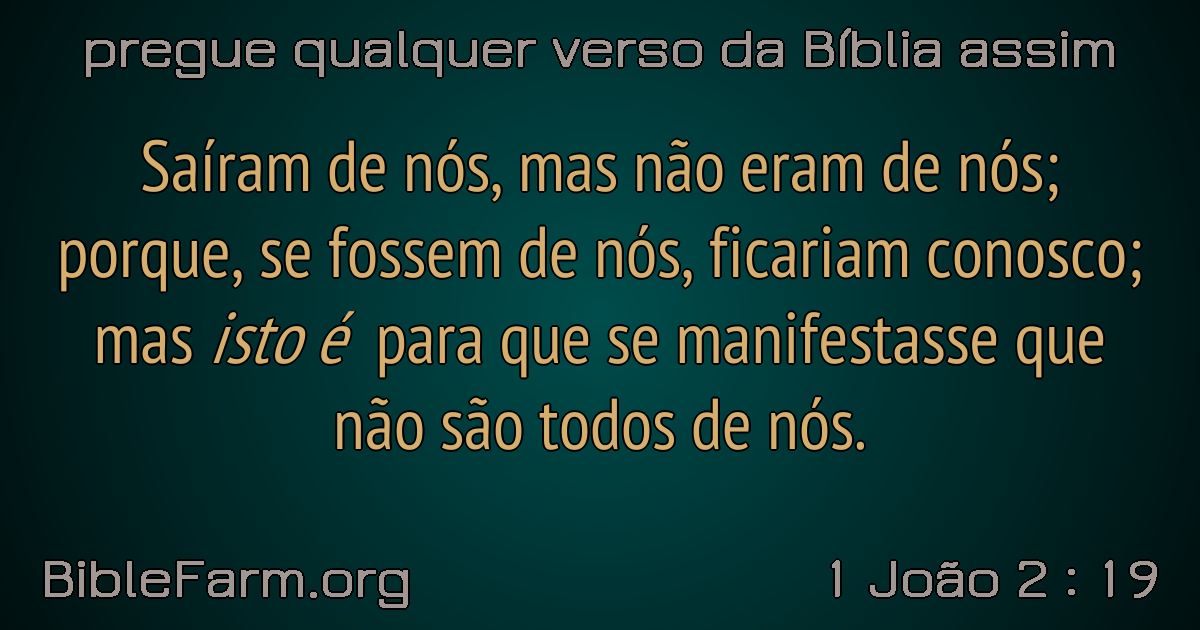 pregue qualquer verso da Bíblia assim
Saíram de nós, mas não eram de nós;
porque, se fossem de nós, ficariam conosco;
mas isto é para que se manifestasse que
não são todos de nós.
BibleFarm.org
1 João 2 : 19